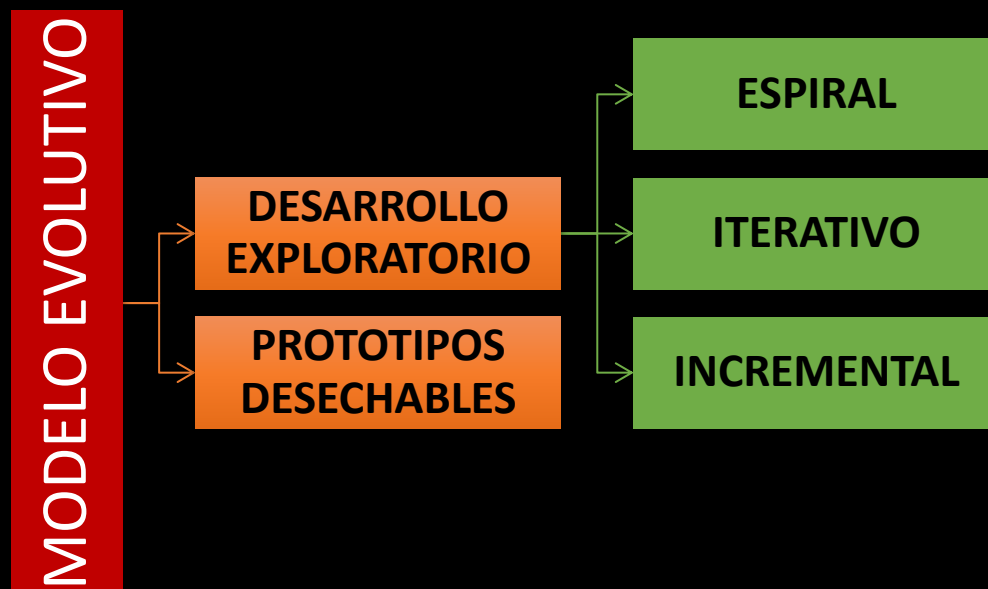 MODELO EVOLUTIVO
DESARROLLO
EXPLORATORIO
PROTOTIPOS
DESECHABLES
ESPIRAL
ITERATIVO
INCREMENTAL